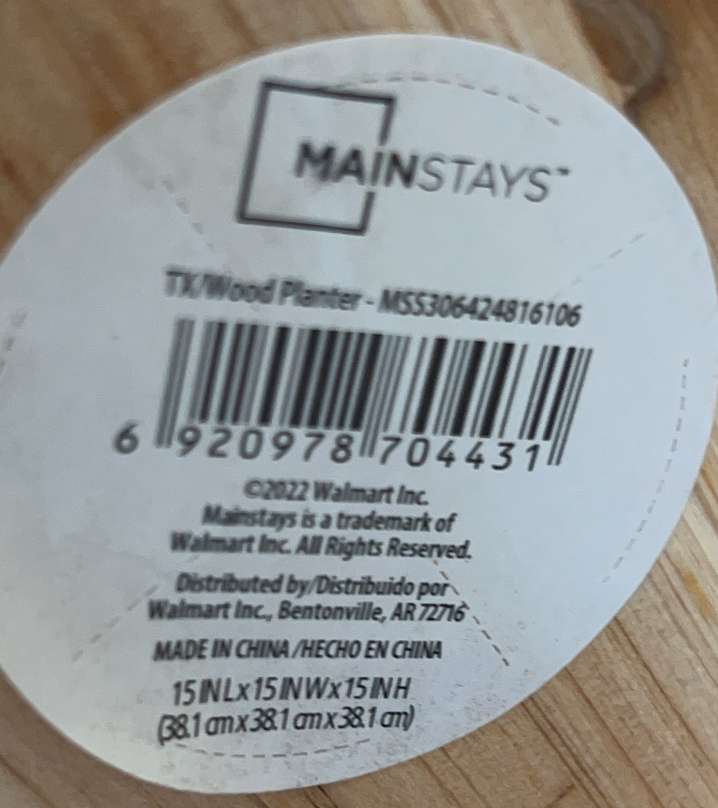 MAINSTAYS™
TX/Wood Planter - MSS306424816106
6 920978 704431
©2022 Walmart Inc.
Mainstays is a trademark of
Walmart Inc. All Rights Reserved.
Distributed by/Distribuido por
Walmart Inc., Bentonville, AR 72716
MADE IN CHINA /HECHO EN CHINA
15 IN L x 15 IN W x 15 IN H
(38.1 cm x 38.1 cm x 38.1 cm)